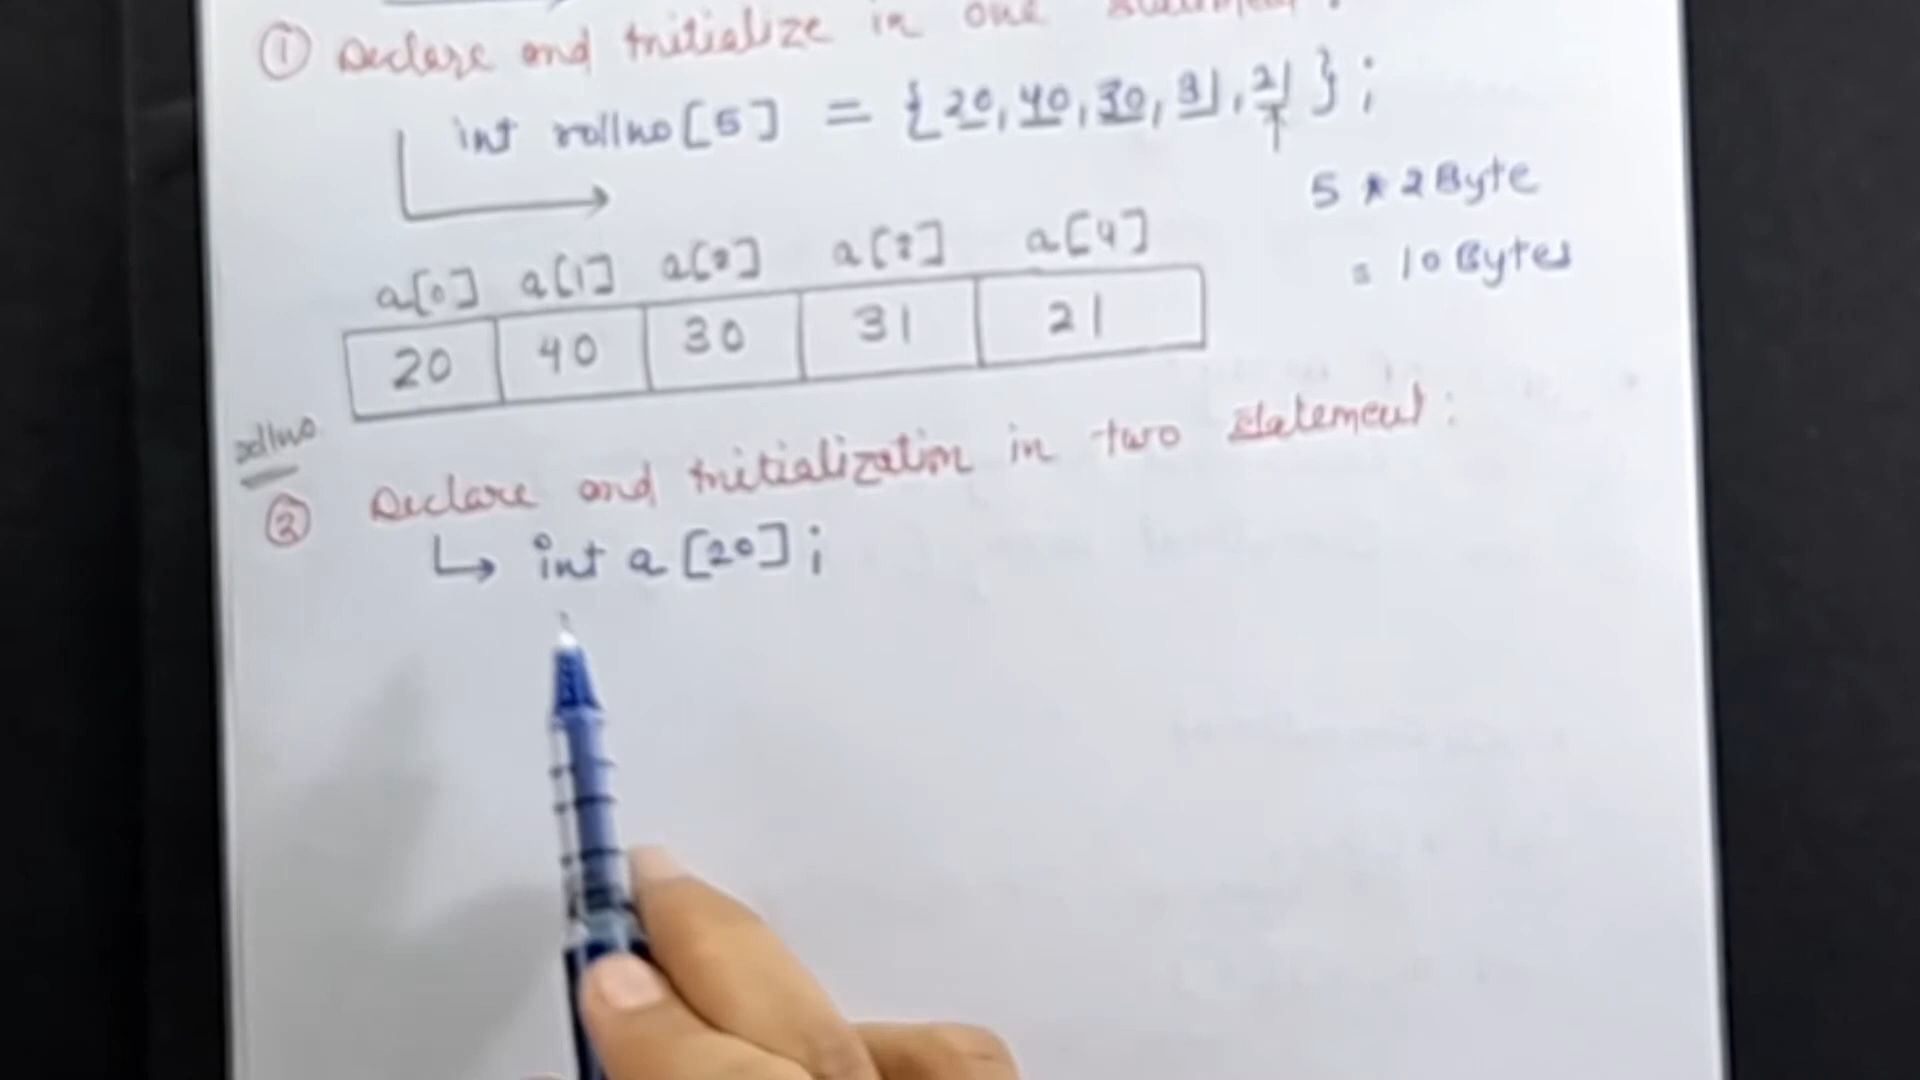 ① Declare and Initialize in one statement:
int rollno[5] = {20,40,30,31,21};
5 * 2 Byte
= 10 Bytes
a[0] a[1] a[2] a[3] a[4]
20 40 30 31 21
rollno
② Declare and Initialization in two statement:
↳ int a[20];